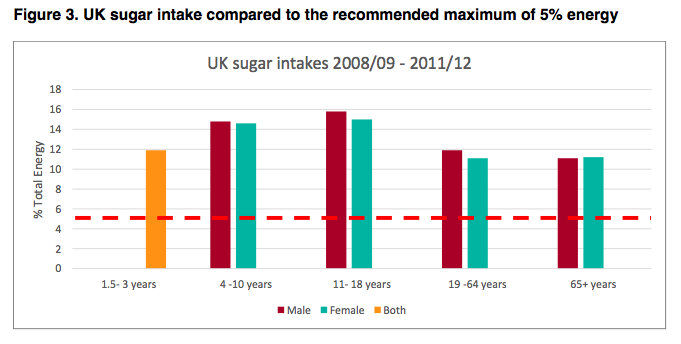 Figure 3. UK sugar intake compared to the recommended maximum of 5% energy
UK sugar intakes 2008/09 - 2011/12
% Total Energy
18
16
14
12
10
8
6
4
2
0
1.5- 3 years 4 -10 years 11- 18 years 19 -64 years 65+ years
Male Female Both